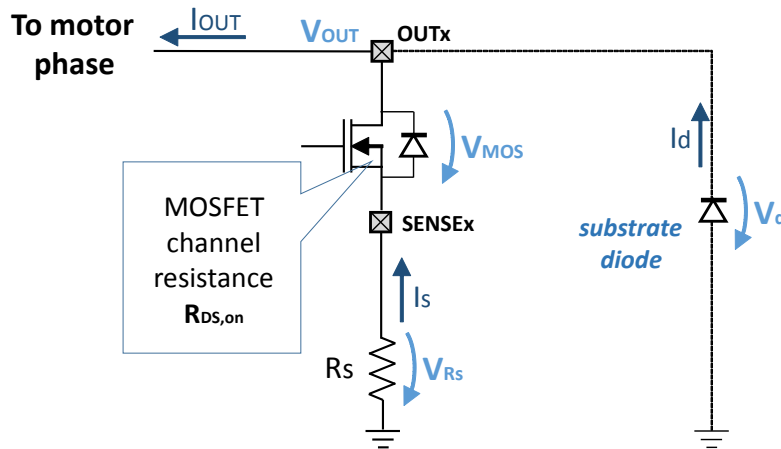 To motor
phase
IOUT
VOUT
OUTx
VMOS
Id
MOSFET
channel
resistance
RDS,on
SENSEx
substrate
diode
Vd
Is
Rs
VRs